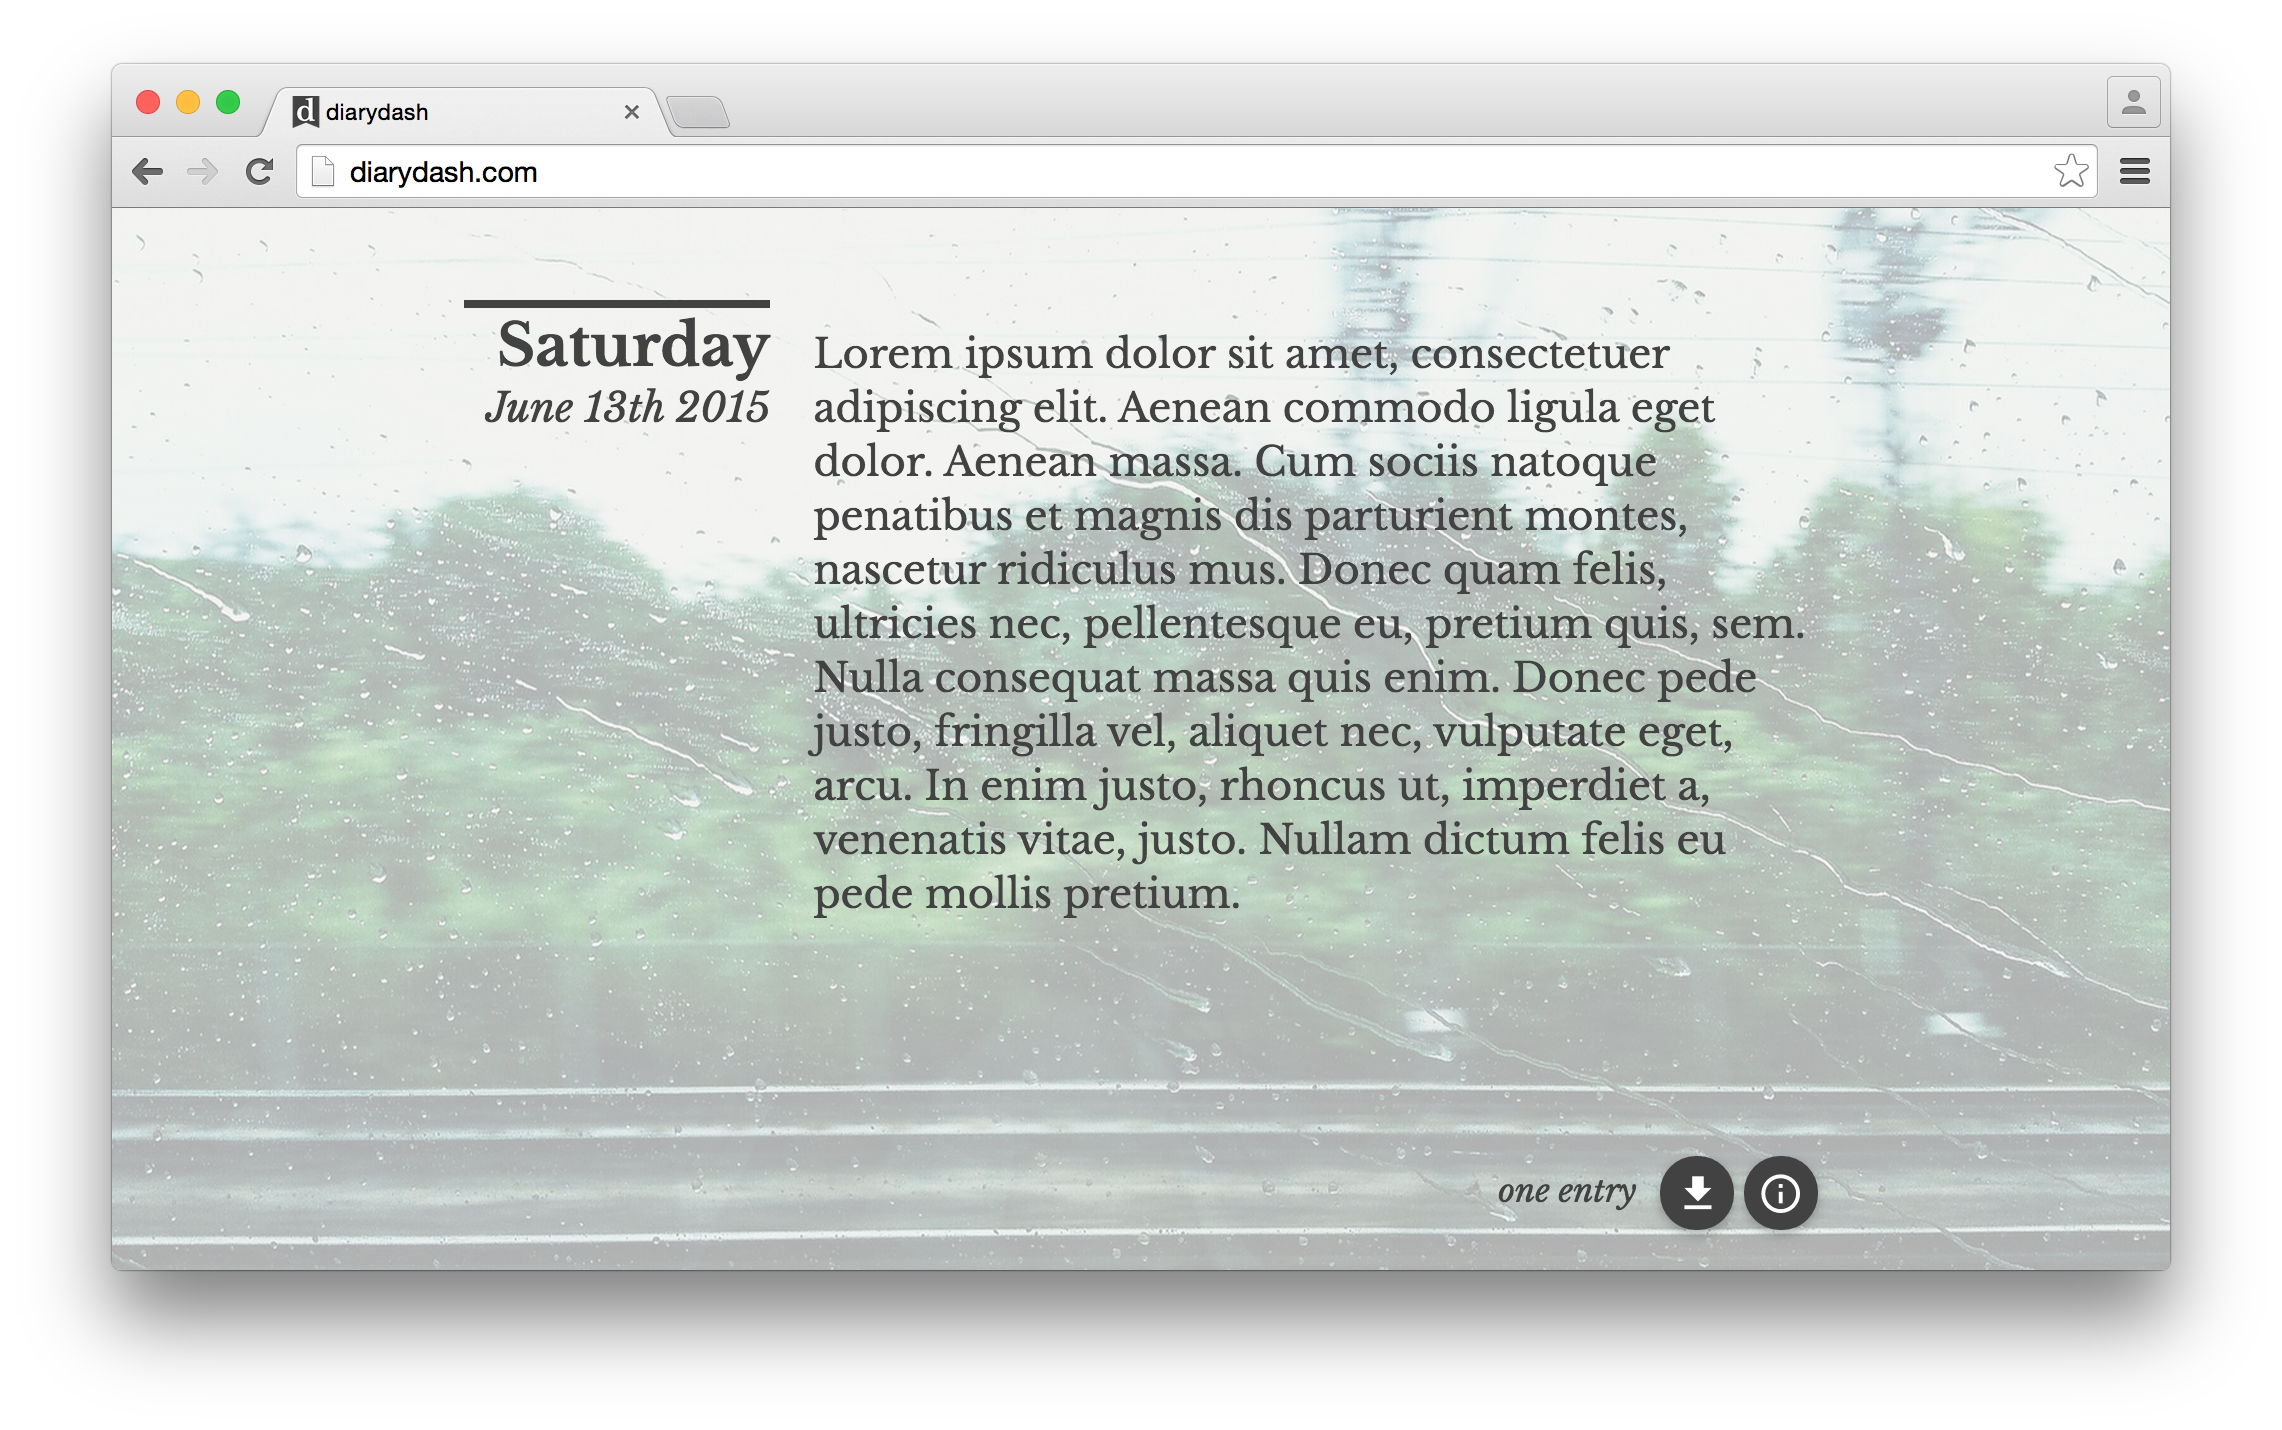 d diarydash
diarydash.com
Saturday
June 13th 2015
Lorem ipsum dolor sit amet, consectetuer
adipiscing elit. Aenean commodo ligula eget
dolor. Aenean massa. Cum sociis natoque
penatibus et magnis dis parturient montes,
nascetur ridiculus mus. Donec quam felis,
ultricies nec, pellentesque eu, pretium quis, sem.
Nulla consequat massa quis enim. Donec pede
justo, fringilla vel, aliquet nec, vulputate eget,
arcu. In enim justo, rhoncus ut, imperdiet a,
venenatis vitae, justo. Nullam dictum felis eu
pede mollis pretium.
one entry